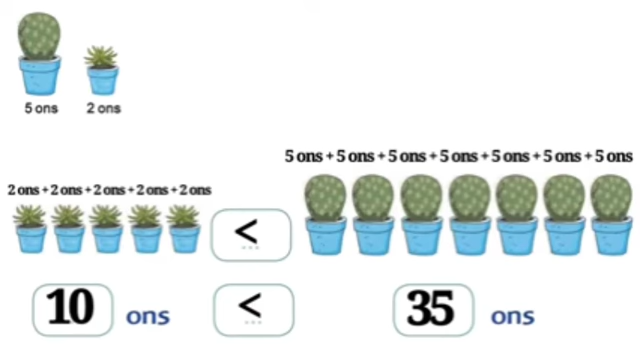 5 ons 2 ons
5 ons + 5 ons + 5 ons + 5 ons + 5 ons + 5 ons + 5 ons
2 ons + 2 ons + 2 ons + 2 ons + 2 ons
<
...
10 ons < 35 ons
...